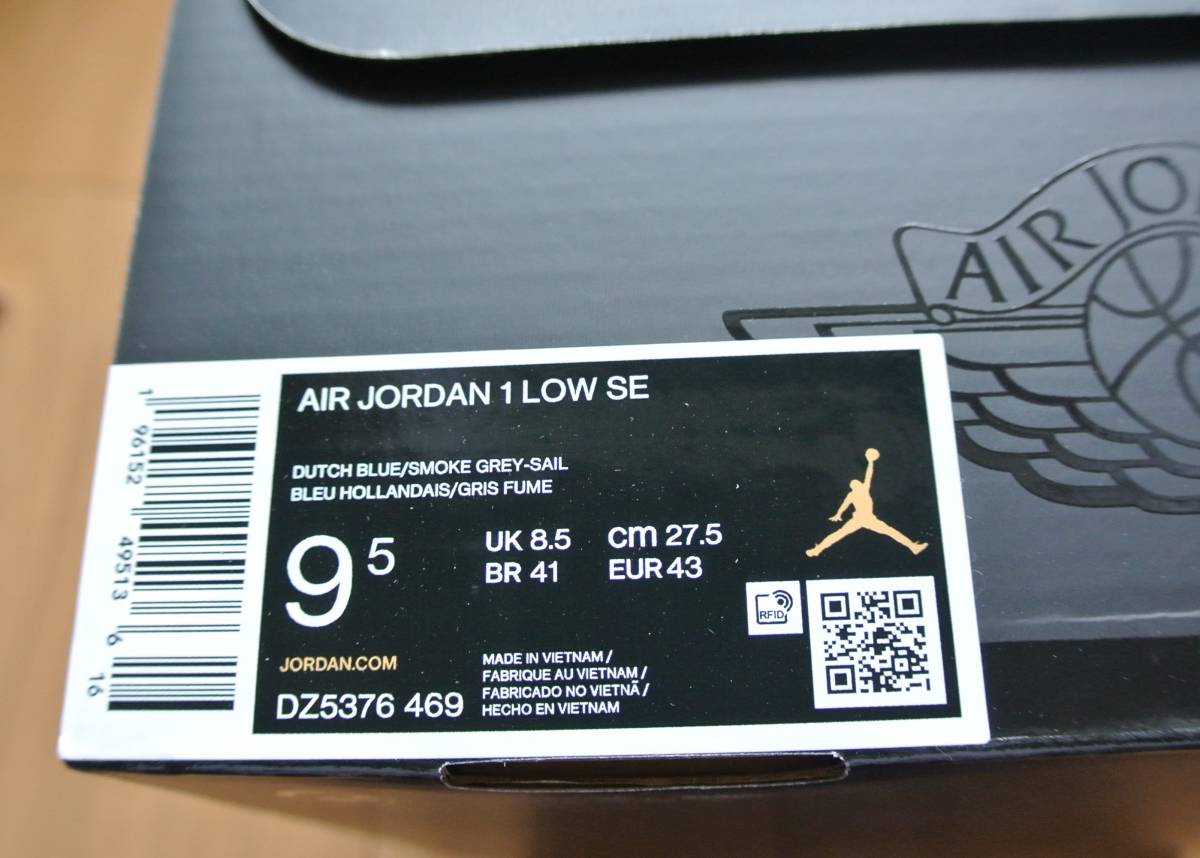 AIR JO
AIR JORDAN 1 LOW SE
DUTCH BLUE/SMOKE GREY-SAIL
BLEU HOLLANDAIS/GRIS FUME
9 5
UK 8.5 cm 27.5
BR 41 EUR 43
RFID
JORDAN.COM
DZ5376 469
MADE IN VIETNAM /
FABRIQUE AU VIETNAM /
FABRICADO NO VIETNÃ /
HECHO EN VIETNAM
1 96152 49513 6 16